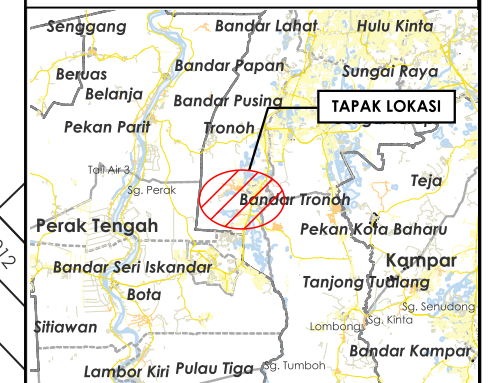 Senggang
Bandar Lahat
Hulu Kinta
Bandar Papan
Beruas
Sungai Raya
Belanja
Bandar Pusing
TAPAK LOKASI
Pekan Parit
Tronoh
Tali Air 3
Sg. Perak
Teja
Bandar Tronoh
Perak Tengah
Pekan Kota Baharu
Kampar
Bandar Seri Iskandar
Tanjong Tualang
Bota
Sg. Senudong
Sitiawan
Lombong
Sg. Kinta
Bandar Kampar
Lambor Kiri
Pulau Tiga
Sg. Tumboh